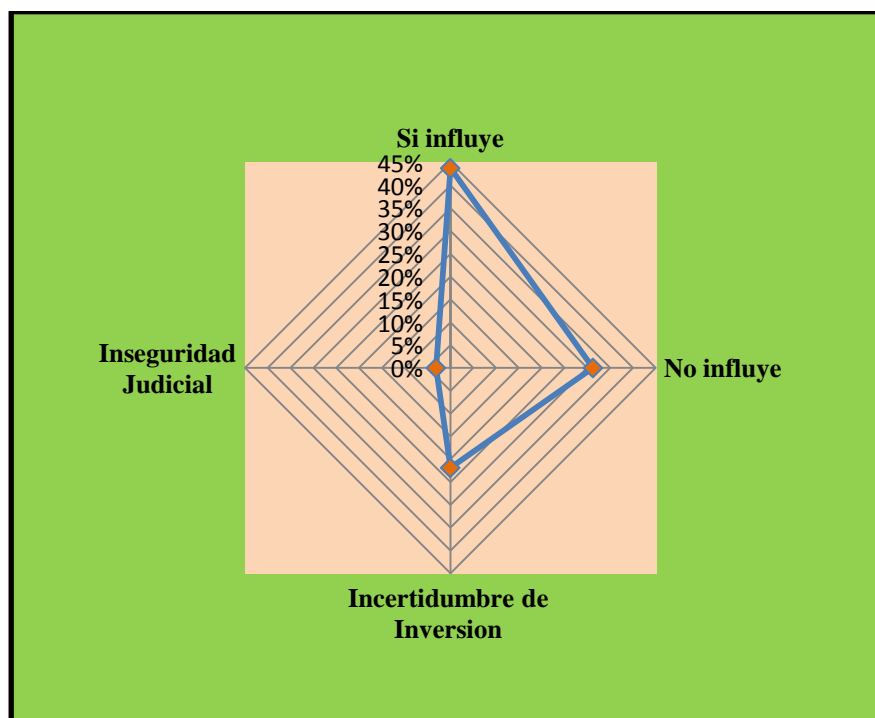 Si influye
45%
40%
35%
30%
25%
20%
15%
10%
5%
0%
Inseguridad
Judicial
No influye
Incertidumbre de
Inversion